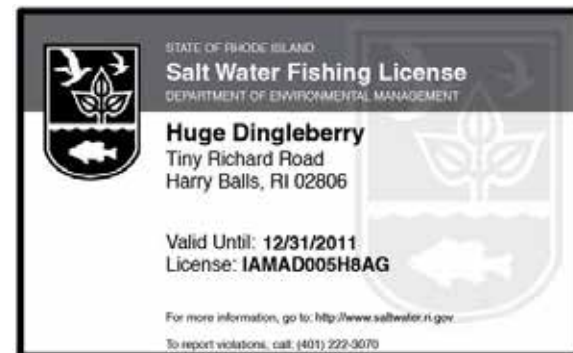 STATE OF RHODE ISLAND
Salt Water Fishing License
DEPARTMENT OF ENVIRONMENTAL MANAGEMENT
Huge Dingleberry
Tiny Richard Road
Harry Balls, RI 02806
Valid Until: 12/31/2011
License: IAMAD005H8AG
For more information, go to: http://www.saltwater.ri.gov
To report violations, call: (401) 222-3070